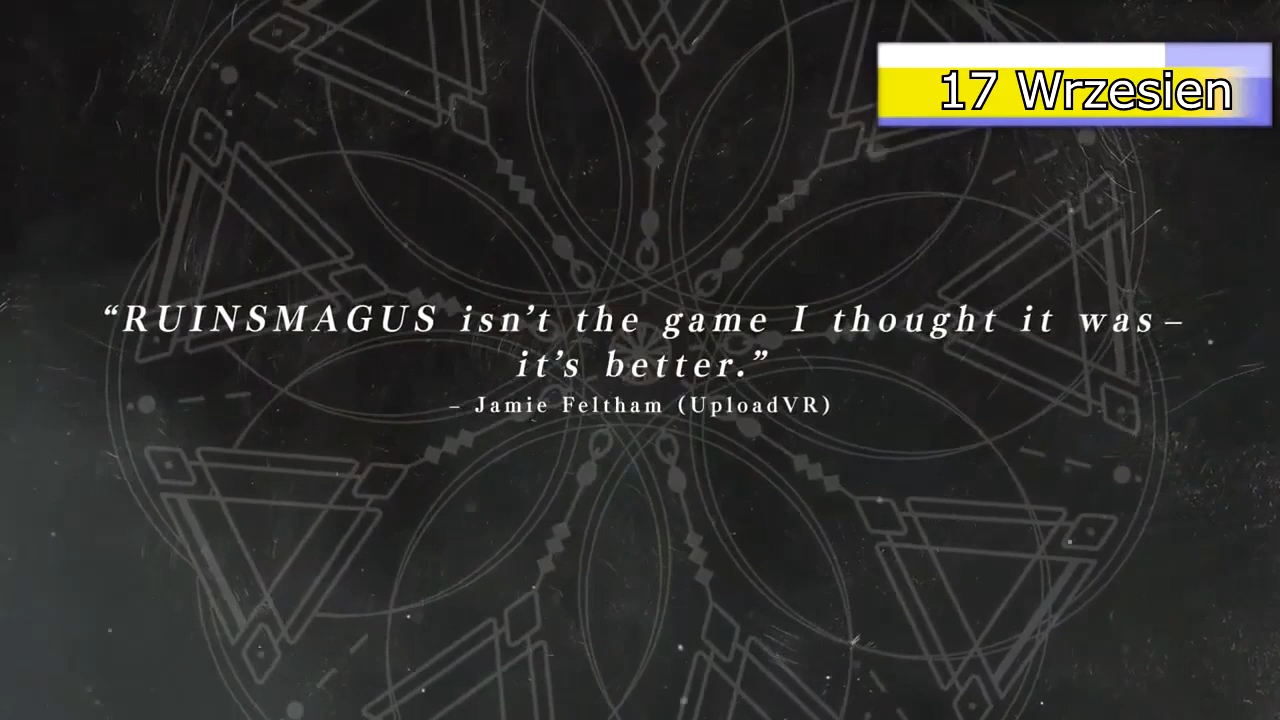 17 Wrzesien
“RUINSMAGUS isn’t the game I thought it was –
it’s better.”
– Jamie Feltham (UploadVR)